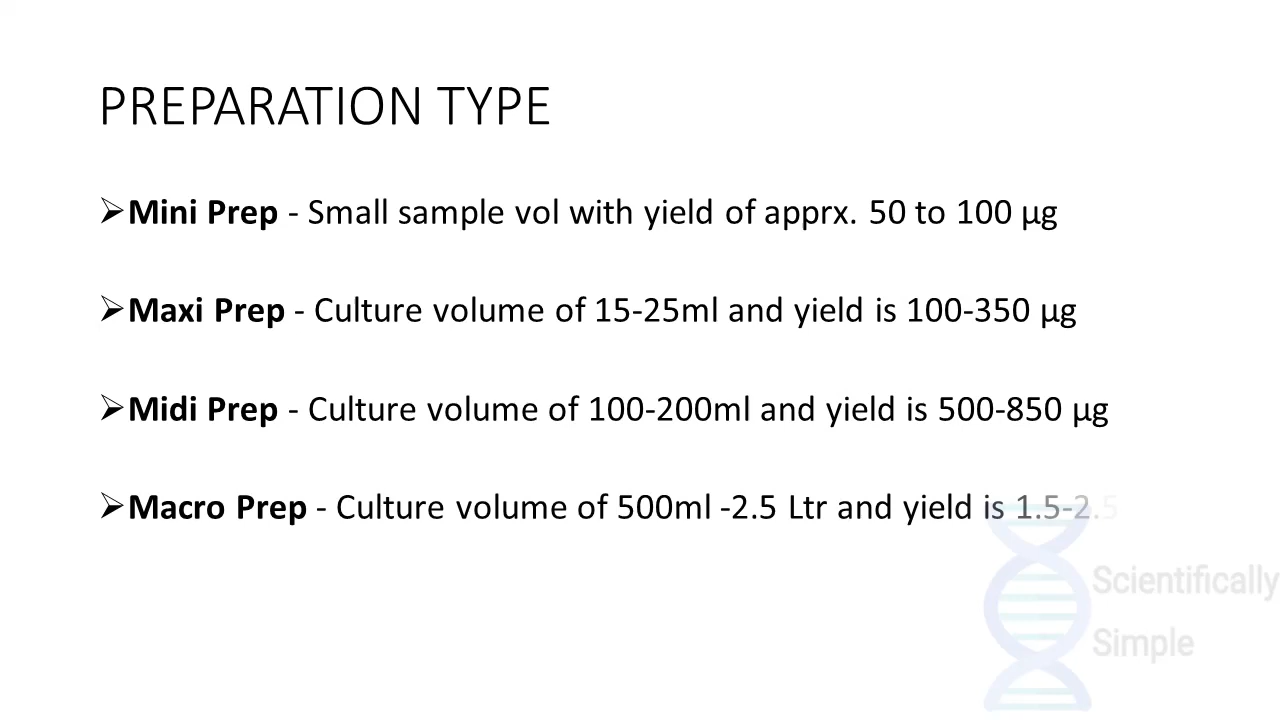 PREPARATION TYPE
➢Mini Prep - Small sample vol with yield of apprx. 50 to 100 µg
➢Maxi Prep - Culture volume of 15-25ml and yield is 100-350 µg
➢Midi Prep - Culture volume of 100-200ml and yield is 500-850 µg
➢Macro Prep - Culture volume of 500ml -2.5 Ltr and yield is 1.5-2.5
Scientifically
Simple